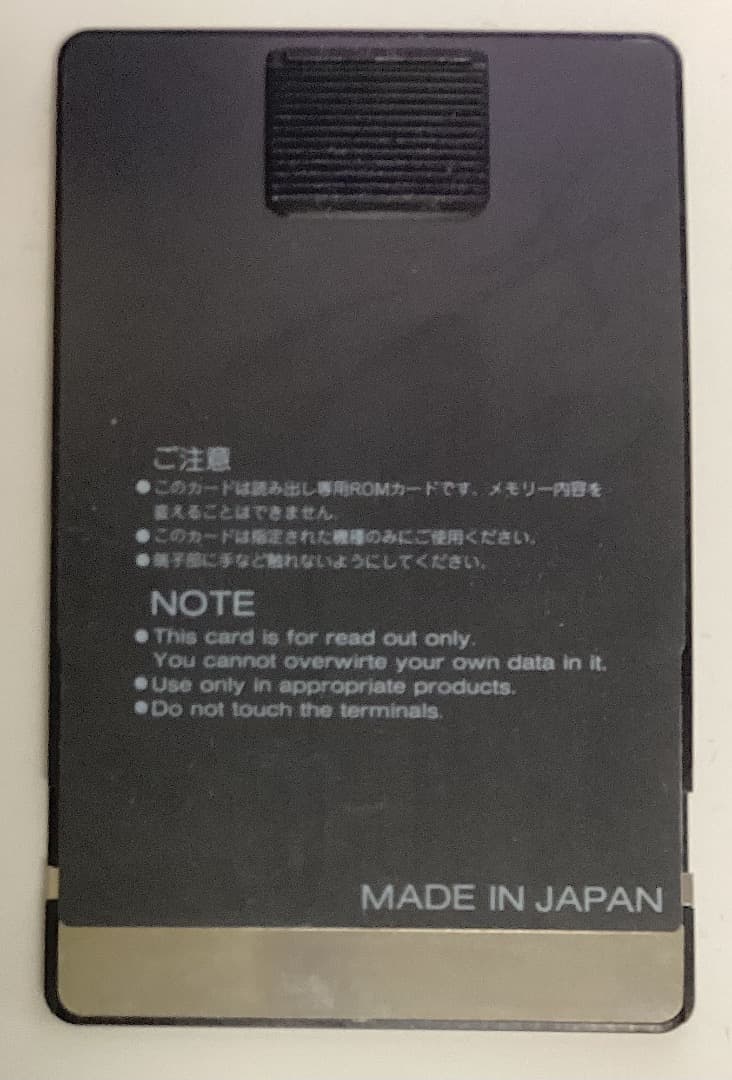 ご注意
●このカードは読み出し専用ROMカードです。メモリー内容を
変えることはできません。
●このカードは指定された機種のみにご使用ください。
●端子部に手など触れないようにしてください。
NOTE
●This card is for read out only.
You cannot overwirte your own data in it.
●Use only in appropriate products.
●Do not touch the terminals.
MADE IN JAPAN